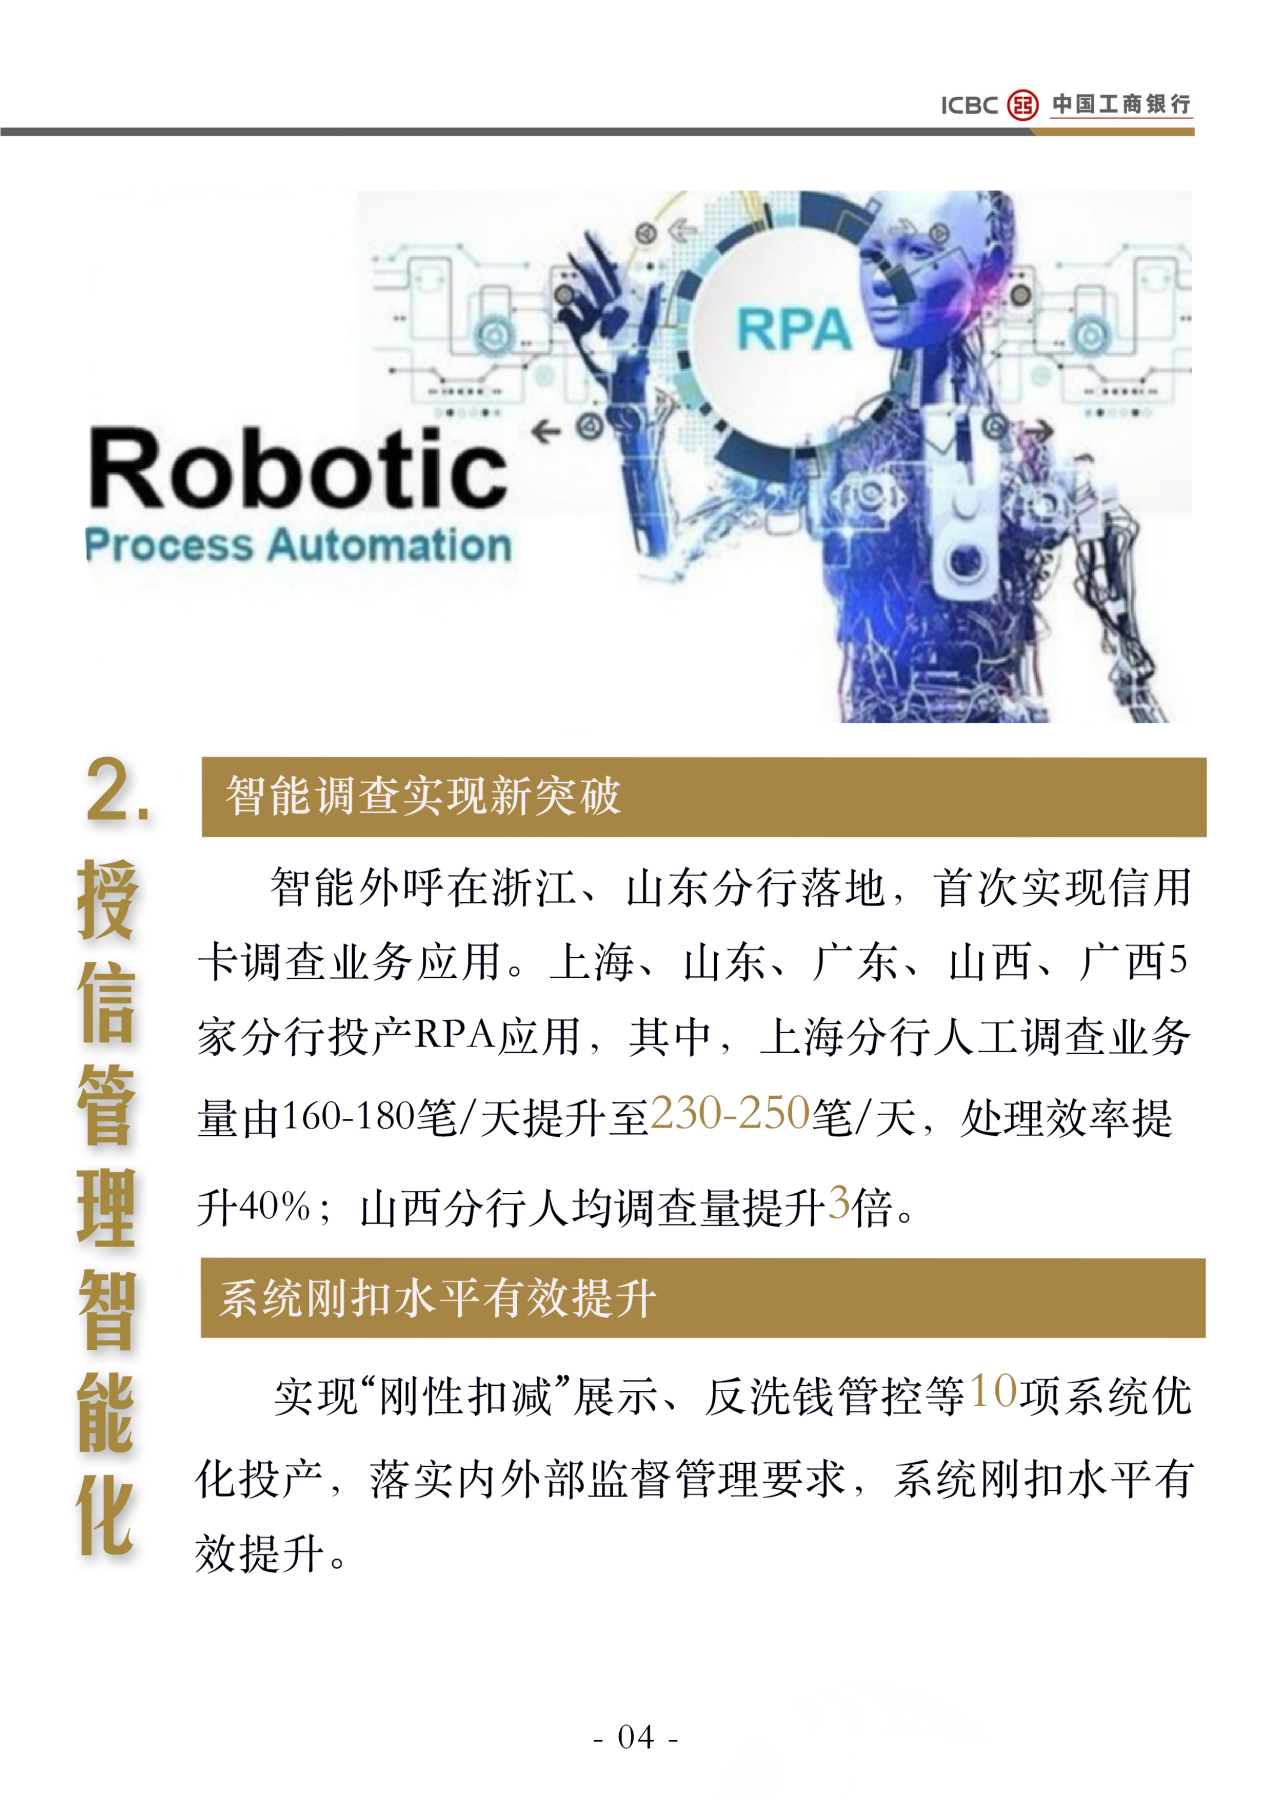 ICBC 中国工商银行
RPA
Robotic
Process Automation
2.
授信管理智能化
智能调查实现新突破
智能外呼在浙江、山东分行落地，首次实现信用
卡调查业务应用。上海、山东、广东、山西、广西5
家分行投产RPA应用，其中，上海分行人工调查业务
量由160-180笔/天提升至230-250笔/天，处理效率提
升40%；山西分行人均调查量提升3倍。
系统刚扣水平有效提升
实现“刚性扣减”展示、反洗钱管控等10项系统优
化投产，落实内外部监督管理要求，系统刚扣水平有
效提升。
- 04 -